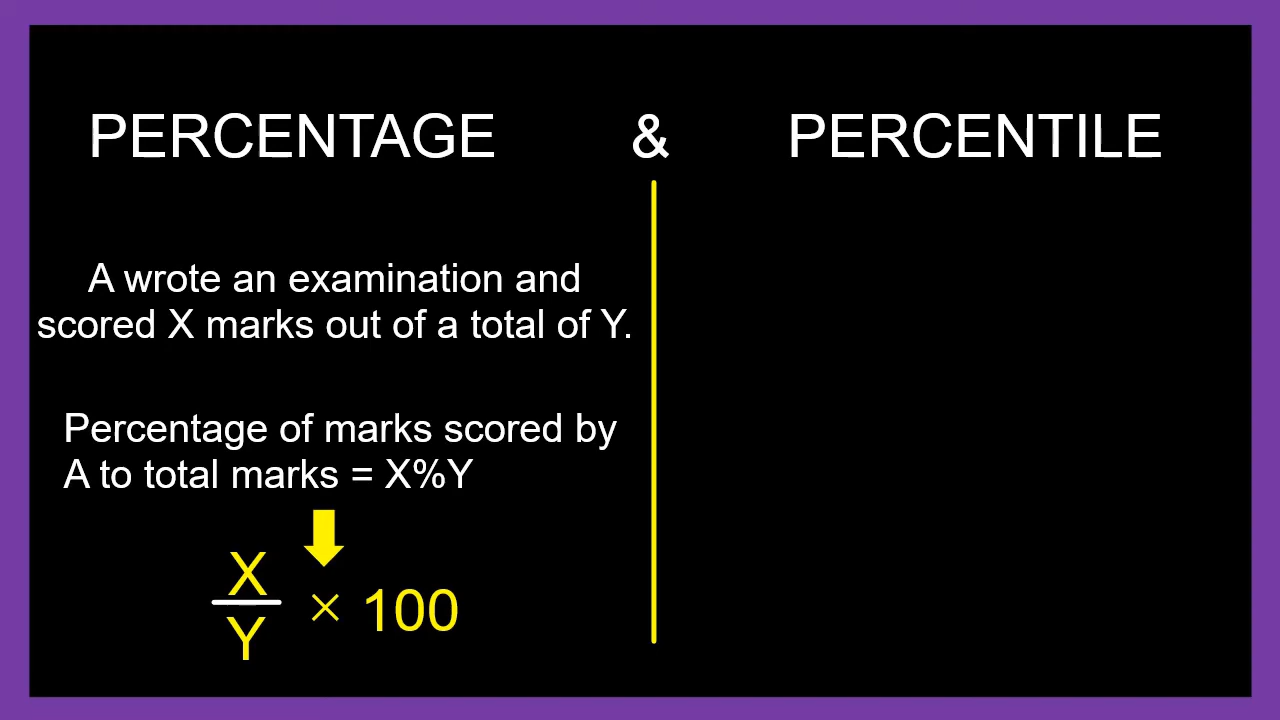 PERCENTAGE & PERCENTILE
A wrote an examination and
scored X marks out of a total of Y.
Percentage of marks scored by
A to total marks = X%Y
X
× 100
Y